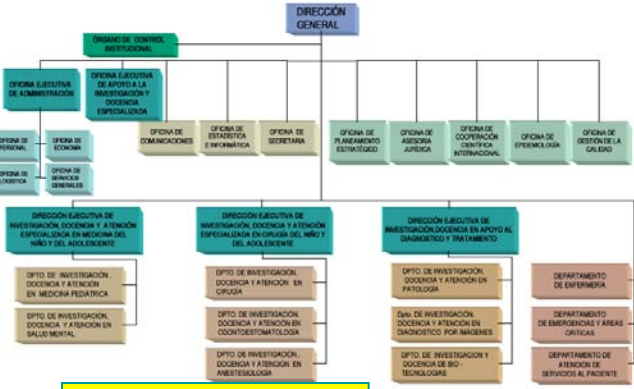 DIRECCIÓN
GENERAL
ÓRGANO DE CONTROL
INSTITUCIONAL
OFICINA EJECUTIVA
DE ADMINISTRACIÓN
OFICINA EJECUTIVA
DE APOYO A LA
INVESTIGACIÓN Y
DOCENCIA
ESPECIALIZADA
OFICINA DE
PERSONAL
OFICINA DE
ECONOMÍA
OFICINA DE
LOGÍSTICA
OFICINA DE
SERVICIOS
GENERALES
OFICINA DE
COMUNICACIONES
OFICINA DE
ESTADÍSTICA
E INFORMÁTICA
OFICINA DE
SECRETARIA
OFICINA DE
PLANEAMIENTO
ESTRATÉGICO
OFICINA DE
ASESORIA
JURÍDICA
OFICINA DE
COOPERACIÓN
CIENTÍFICA
INTERNACIONAL
OFICINA DE
EPIDEMIOLOGÍA
OFICINA DE
GESTIÓN DE LA
CALIDAD
DIRECCIÓN EJECUTIVA DE
INVESTIGACIÓN, DOCENCIA Y ATENCIÓN
ESPECIALIZADA EN MEDICINA DEL
NIÑO Y DEL ADOLESCENTE
DPTO. DE INVESTIGACIÓN,
DOCENCIA Y ATENCIÓN
EN MEDICINA PEDIÁTRICA
DPTO. DE INVESTIGACIÓN,
DOCENCIA Y ATENCIÓN EN
SALUD MENTAL
DIRECCIÓN EJECUTIVA DE
INVESTIGACIÓN, DOCENCIA Y ATENCIÓN
ESPECIALIZADA EN CIRUGÍA DEL NIÑO Y
DEL ADOLESCENTE
DPTO. DE INVESTIGACIÓN,
DOCENCIA Y ATENCIÓN EN
CIRUGÍA
DPTO. DE INVESTIGACIÓN,
DOCENCIA Y ATENCIÓN EN
ODONTOESTOMATOLOGÍA
DPTO. DE INVESTIGACIÓN,
DOCENCIA Y ATENCIÓN EN
ANESTESIOLOGÍA
DIRECCIÓN EJECUTIVA DE
INVESTIGACIÓN,DOCENCIA EN APOYO AL
DIAGNOSTICO Y TRATAMIENTO
DPTO. DE INVESTIGACIÓN,
DOCENCIA Y ATENCIÓN EN
PATOLOGÍA
Dpto. DE INVESTIGACIÓN,
DOCENCIA Y ATENCIÓN EN
DIAGNOSTICO POR IMÁGENES
DPTO. DE INVESTIGACION Y
DOCENCIA DE BIO -
TECNOLOGIAS
DEPARTAMENTO
DE ENFERMERÍA
DEPARTAMENTO
DE EMERGENCIAS Y ÁREAS
CRITICAS
DEPARTAMENTO DE
ATENCIÓN DE
SERVICIOS AL PACIENTE